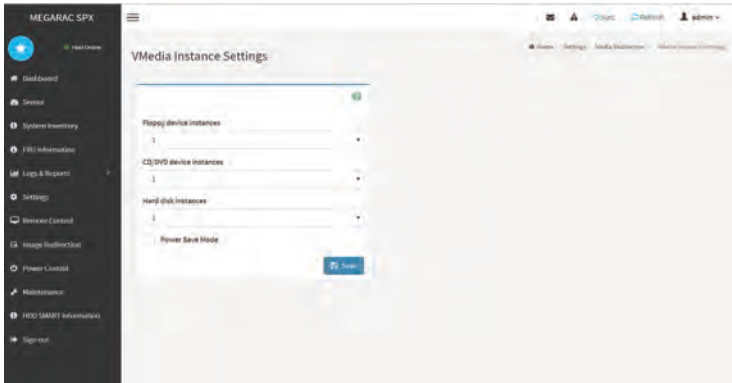 MEGARAC SPX
Sync Refresh admin
Host Online
Home Settings Media Redirection
VMedia Instance Settings
Dashboard
Sensor
System Inventory
FRU Information
Logs & Reports
Settings
Remote Control
Image Redirection
Power Control
Maintenance
HDD SMART Information
Sign out
Floppy device instances
1
CD/DVD device instances
1
Hard disk instances
1
Power Save Mode
Save